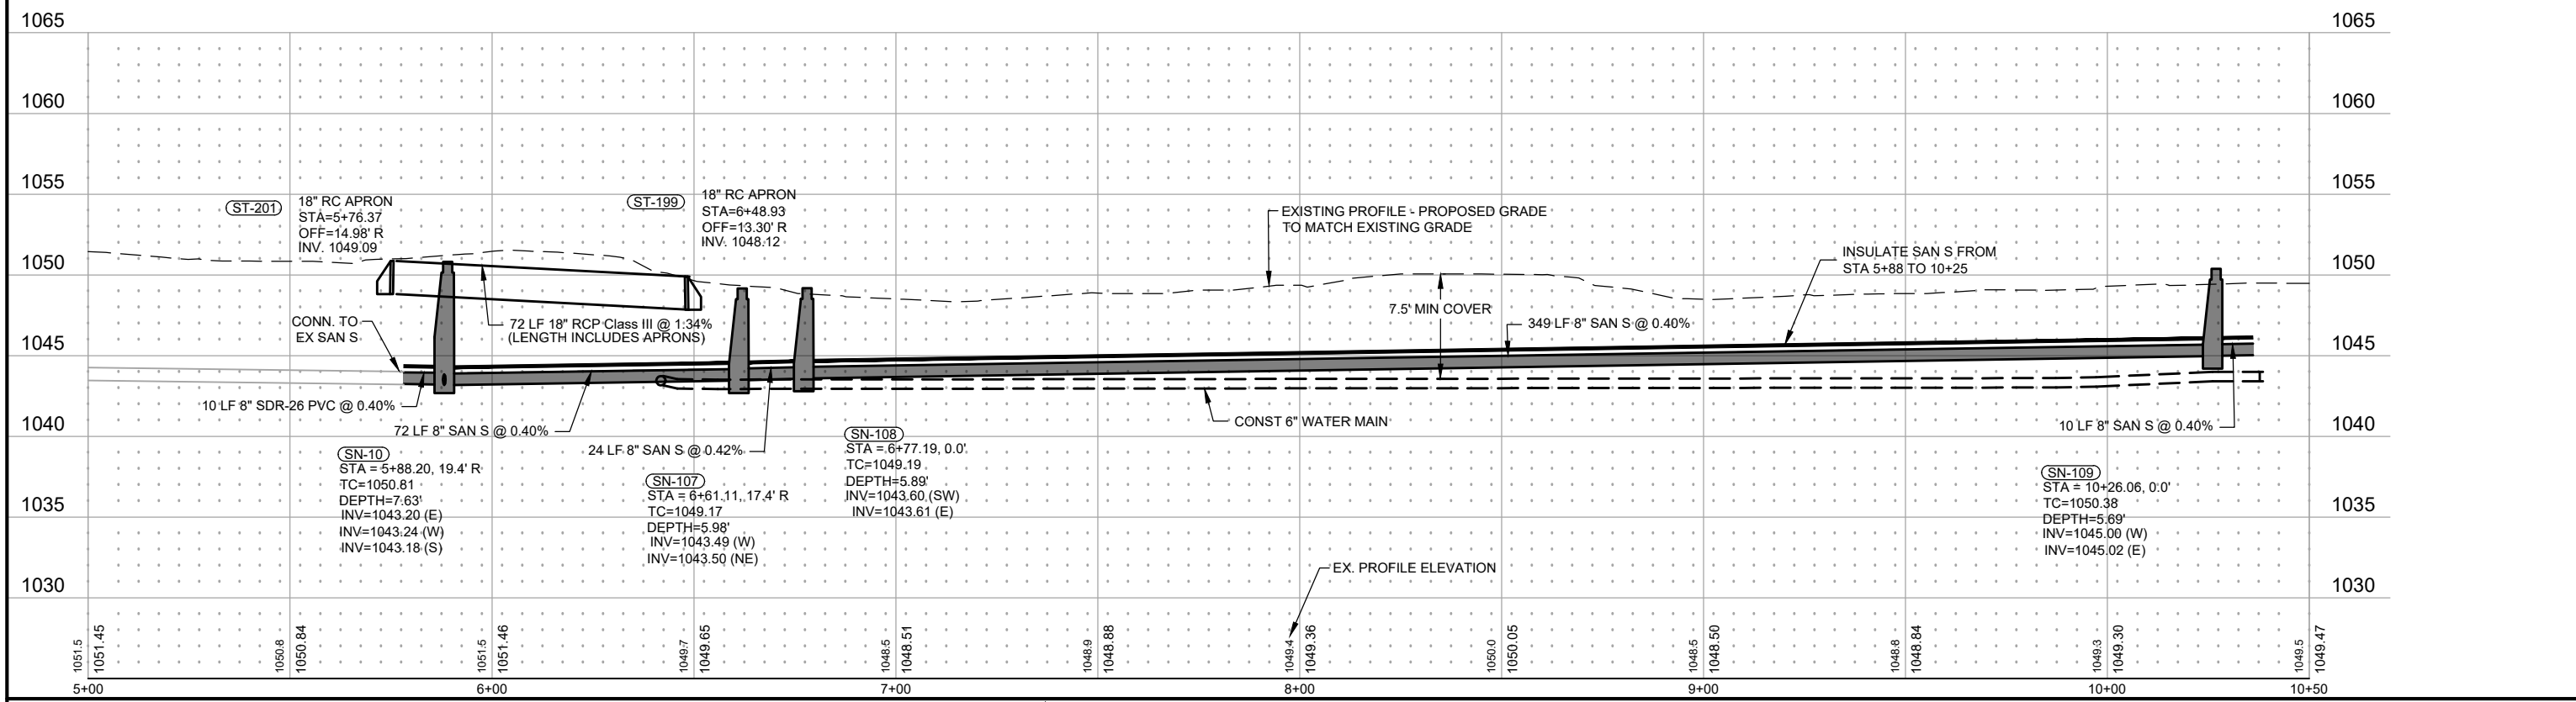 1065
1065
1060
1060
1055
1055
1050
1050
1045
1045
1040
1040
1035
1035
1030
1030
ST-201
18" RC APRON
STA=5+76.37
OFF=14.98' R
INV. 1049.09
ST-199
18" RC APRON
STA=6+48.93
OFF=13.30' R
INV. 1048.12
EXISTING PROFILE - PROPOSED GRADE
TO MATCH EXISTING GRADE
INSULATE SAN S FROM
STA 5+88 TO 10+25
CONN. TO
EX SAN S
72 LF 18" RCP Class III @ 1.34%
(LENGTH INCLUDES APRONS)
7.5' MIN COVER
349 LF 8" SAN S @ 0.40%
10 LF 8" SDR-26 PVC @ 0.40%
72 LF 8" SAN S @ 0.40%
24 LF 8" SAN S @ 0.42%
CONST 6" WATER MAIN
10 LF 8" SAN S @ 0.40%
SN-10
STA = 5+88.20, 19.4' R
TC=1050.81
DEPTH=7.63'
INV=1043.20 (E)
INV=1043.24 (W)
INV=1043.18 (S)
SN-107
STA = 6+61.11, 17.4' R
TC=1049.17
DEPTH=5.98'
INV=1043.49 (W)
INV=1043.50 (NE)
SN-108
STA = 6+77.19, 0.0'
TC=1049.19
DEPTH=5.89'
INV=1043.60 (SW)
INV=1043.61 (E)
SN-109
STA = 10+26.06, 0.0'
TC=1050.38
DEPTH=5.69'
INV=1045.00 (W)
INV=1045.02 (E)
EX. PROFILE ELEVATION
1051.5
1051.45
1050.8
1050.84
1051.5
1051.46
1049.7
1049.65
1048.5
1048.51
1048.9
1048.88
1049.4
1049.36
1050.0
1050.05
1048.5
1048.50
1048.8
1048.84
1049.3
1049.30
1049.5
1049.47
5+00
6+00
7+00
8+00
9+00
10+00
10+50